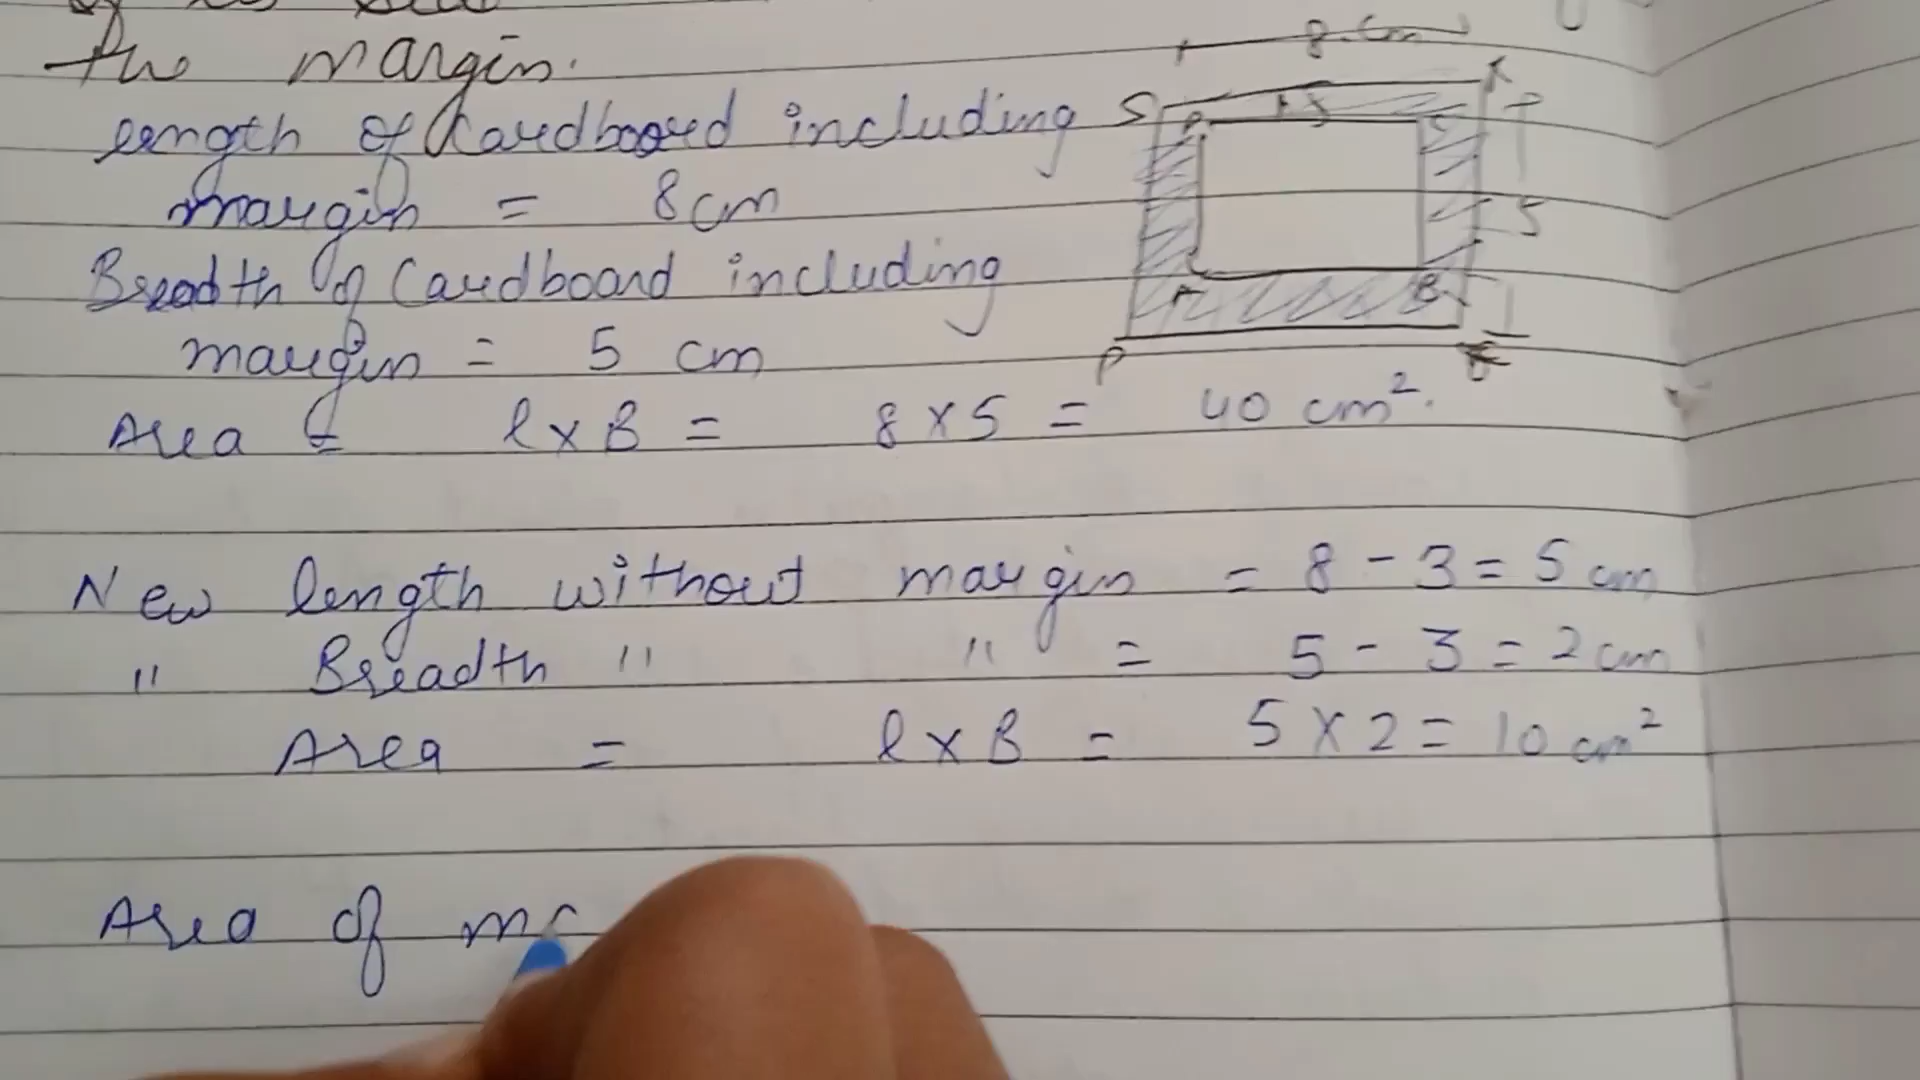 the margin.
length of Cardboard including
margin = 8cm
Breadth of Cardboard including
margin = 5 cm
Area = l x B = 8 x 5 = 40 cm².
New length without margin = 8 - 3 = 5 cm
" Breadth " " = 5 - 3 = 2 cm
Area = l x B = 5 x 2 = 10 cm²
Area of
8 cm
S
5
A B
P